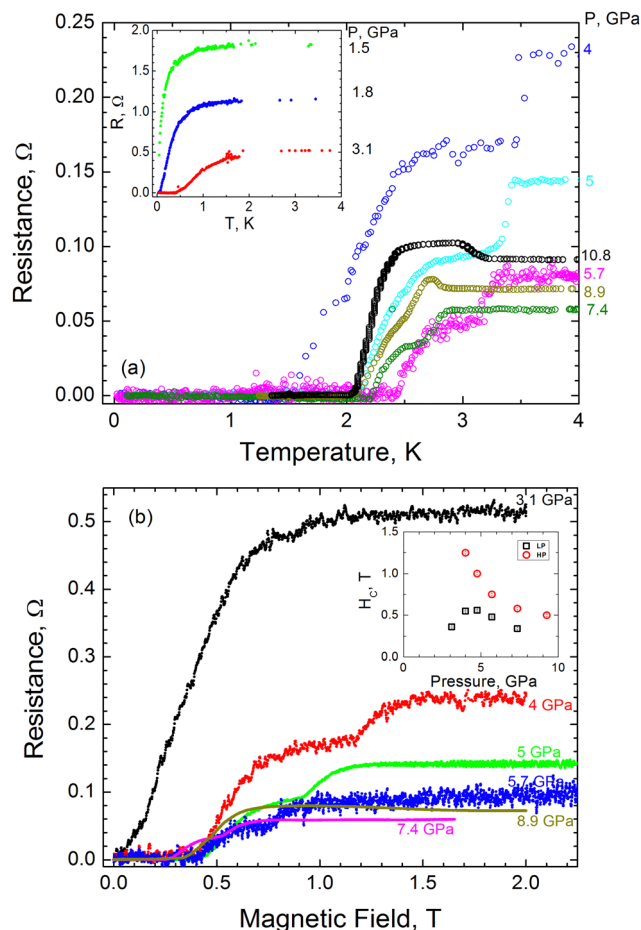 P, GPa
0.25
0.20
0.15
0.10
0.05
0.00
Resistance, Ω
2.0
1.5
1.0
0.5
0.0
R, Ω
0 1 2 3 4
T, K
P, GPa
1.5
1.8
3.1
4
5
10.8
5.7
8.9
7.4
(a)
0 1 2 3 4
Temperature, K
(b)
3.1 GPa
0.5
0.4
0.3
0.2
0.1
0.0
Resistance, Ω
1.5
1.0
0.5
0.0
H_C, T
LP
HP
0 2 4 6 8 10
Pressure, GPa
4 GPa
5 GPa
5.7 GPa
8.9 GPa
7.4 GPa
0.0 0.5 1.0 1.5 2.0
Magnetic Field, T